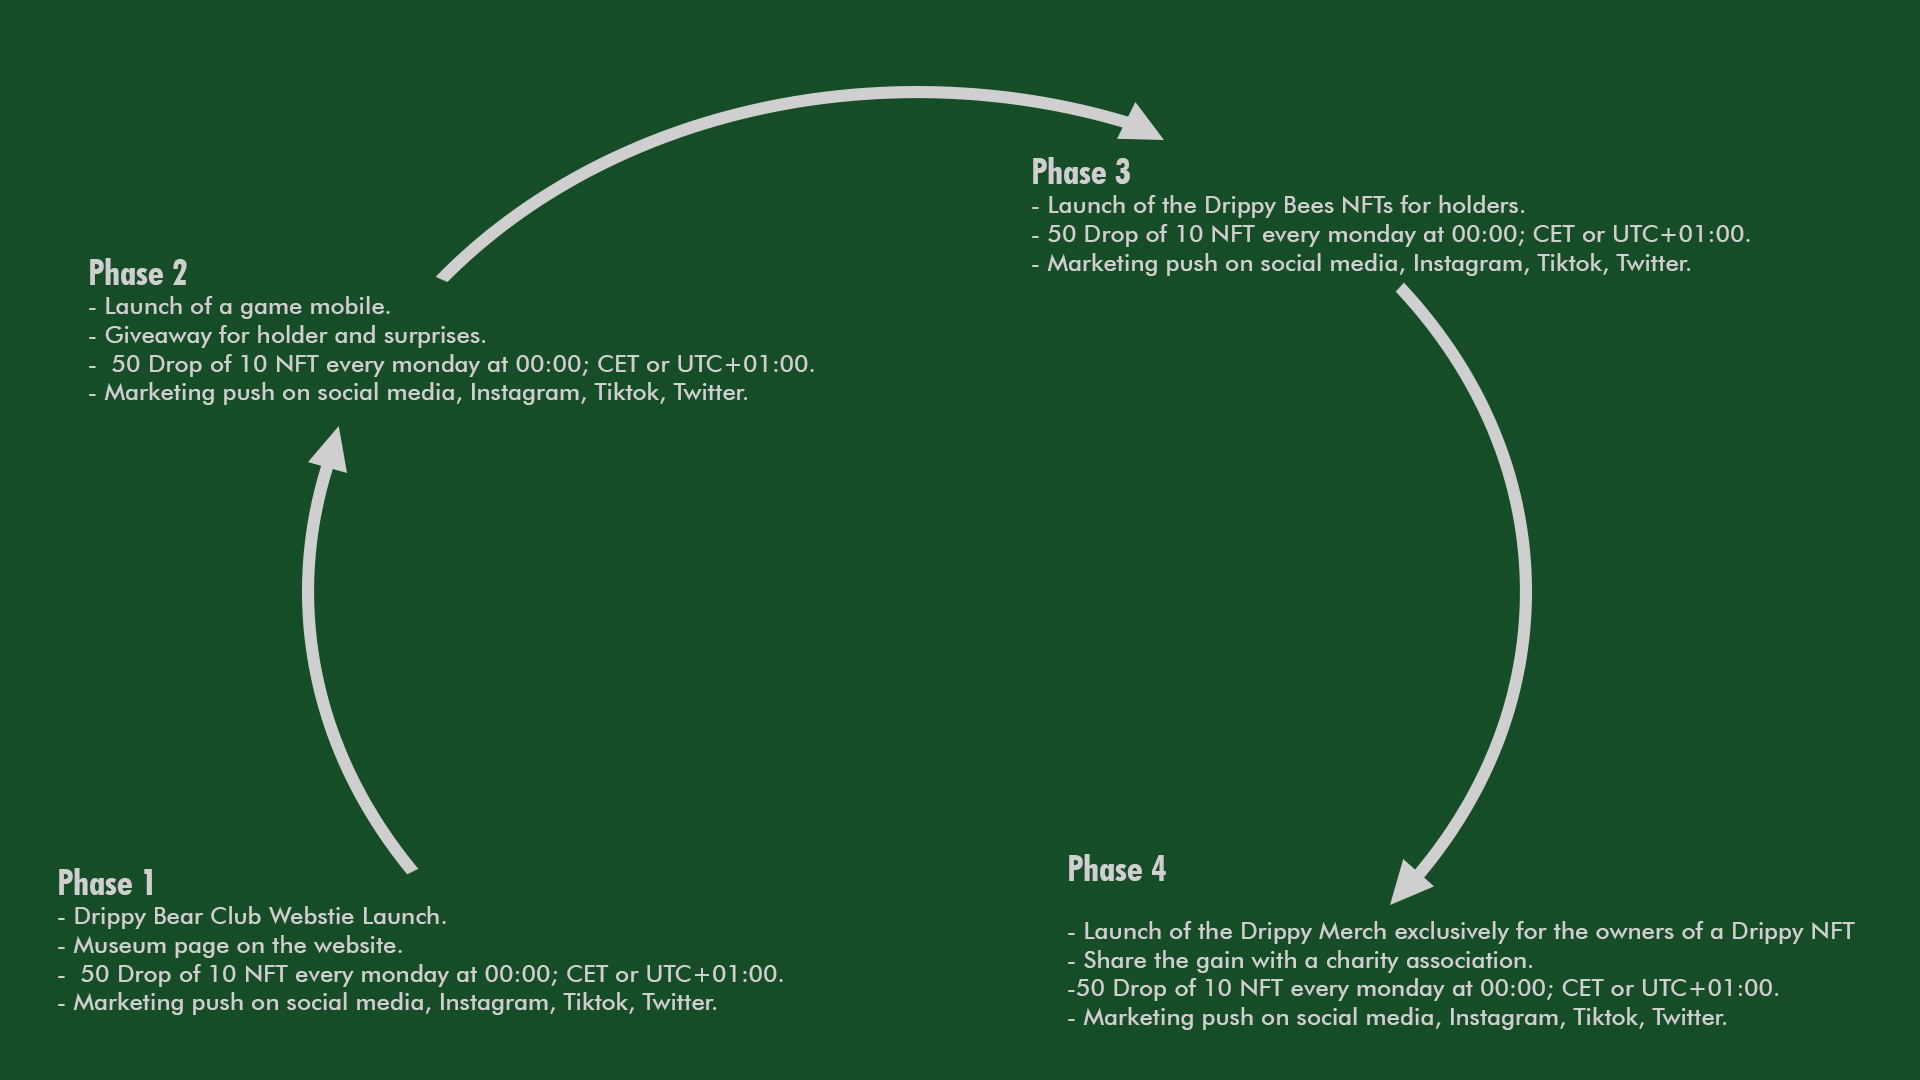 Phase 1
- Drippy Bear Club Webstie Launch.
- Museum page on the website.
-  50 Drop of 10 NFT every monday at 00:00; CET or UTC+01:00.
- Marketing push on social media, Instagram, Tiktok, Twitter.
Phase 2
- Launch of a game mobile.
- Giveaway for holder and surprises.
-  50 Drop of 10 NFT every monday at 00:00; CET or UTC+01:00.
- Marketing push on social media, Instagram, Tiktok, Twitter.
Phase 3
- Launch of the Drippy Bees NFTs for holders.
- 50 Drop of 10 NFT every monday at 00:00; CET or UTC+01:00.
- Marketing push on social media, Instagram, Tiktok, Twitter.
Phase 4
- Launch of the Drippy Merch exclusively for the owners of a Drippy NFT
- Share the gain with a charity association.
-50 Drop of 10 NFT every monday at 00:00; CET or UTC+01:00.
- Marketing push on social media, Instagram, Tiktok, Twitter.